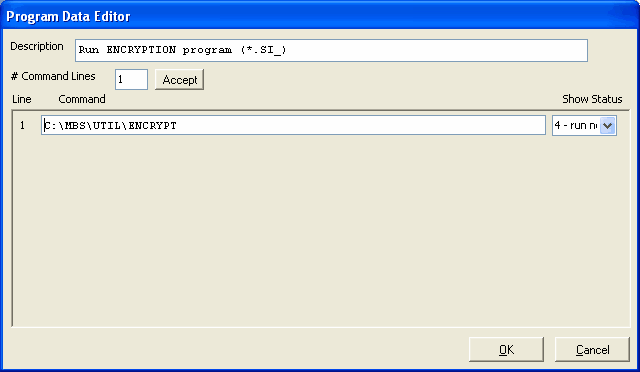 Program Data Editor
Description Run ENCRYPTION program (*.SI_)
# Command Lines 1 Accept
Line Command Show Status
1 C:\MBS\UTIL\ENCRYPT 4 - run
OK Cancel